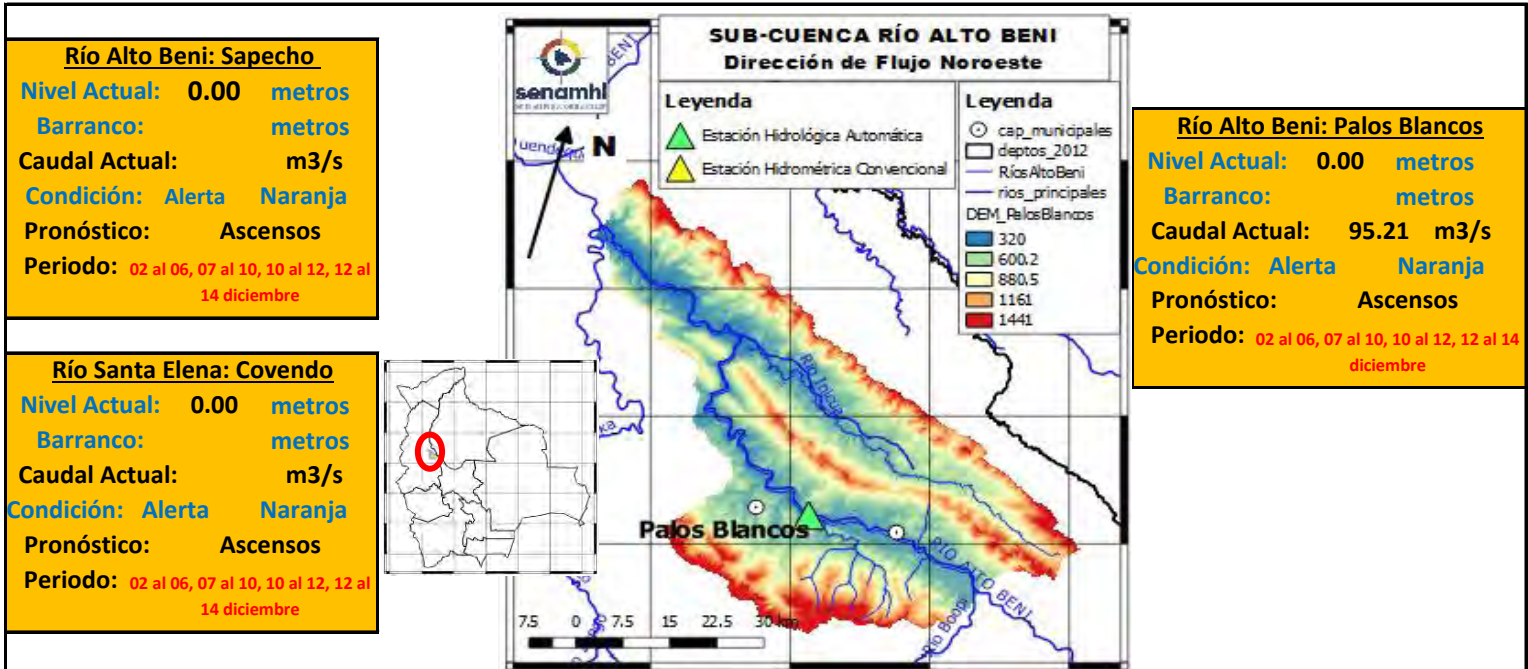 Río Alto Beni: Sapecho
Nivel Actual: 0.00 metros
Barranco: metros
Caudal Actual: m3/s
Condición: Alerta Naranja
Pronóstico: Ascensos
Periodo: 02 al 06, 07 al 10, 10 al 12, 12 al
14 diciembre
Río Santa Elena: Covendo
Nivel Actual: 0.00 metros
Barranco: metros
Caudal Actual: m3/s
Condición: Alerta Naranja
Pronóstico: Ascensos
Periodo: 02 al 06, 07 al 10, 10 al 12, 12 al
14 diciembre
senamhi
N
BENI
SUB-CUENCA RÍO ALTO BENI
Dirección de Flujo Noroeste
Leyenda
Estación Hidrológica Automática
Estación Hidrométrica Convencional
Leyenda
cap_municipales
deptos_2012
RíosAltoBeni
rios_principales
DEM_PalosBlancos
320
600.2
880.5
1161
1441
Palos Blancos
RÍO ALTO BENI
7.5 0 7.5 15 22.5 30 km
Río Alto Beni: Palos Blancos
Nivel Actual: 0.00 metros
Barranco: metros
Caudal Actual: 95.21 m3/s
Condición: Alerta Naranja
Pronóstico: Ascensos
Periodo: 02 al 06, 07 al 10, 10 al 12, 12 al 14
diciembre